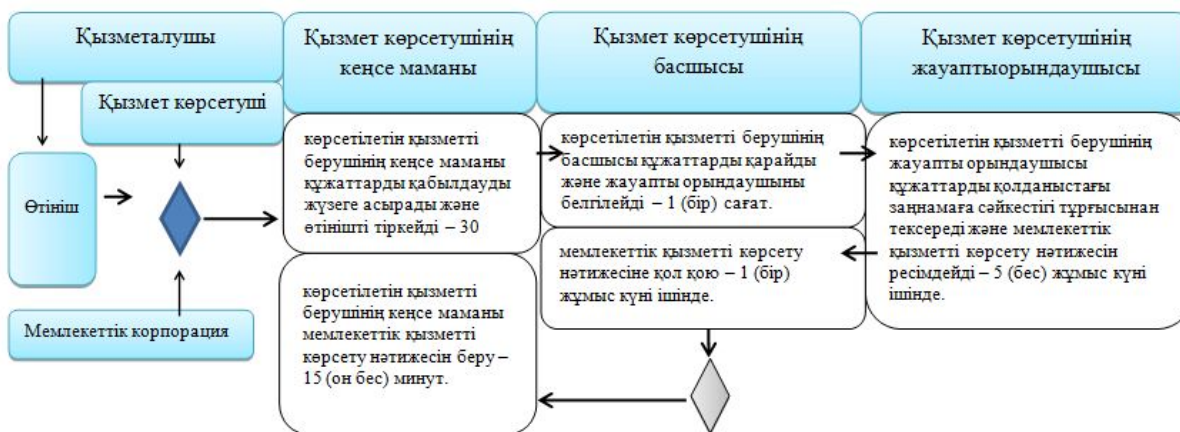 Қызметалушы
Қызмет көрсетуші
Өтініш
Мемлекеттік корпорация
Қызмет көрсетушінің
кеңсе маманы
көрсетілетін қызметті
берушінің кеңсе маманы
құжаттарды қабылдауды
жүзеге асырады және
өтінішті тіркейді – 30
көрсетілетін қызметті
берушінің кеңсе маманы
мемлекеттік қызметті
көрсету нәтижесін беру –
15 (он бес) минут.
Қызмет көрсетушінің
басшысы
көрсетілетін қызметті берушінің
басшысы құжаттарды қарайды
және жауапты орындаушыны
белгілейді – 1 (бір) сағат.
мемлекеттік қызметті көрсету
нәтижесіне қол қою – 1 (бір)
жұмыс күні ішінде.
Қызмет көрсетушінің
жауаптыорындаушысы
көрсетілетін қызметті берушінің
жауапты орындаушысы
құжаттарды қолданыстағы
заңнамаға сәйкестігі тұрғысынан
тексереді және мемлекеттік
қызметті көрсету нәтижесін
ресімдейді – 5 (бес) жұмыс күні
ішінде.